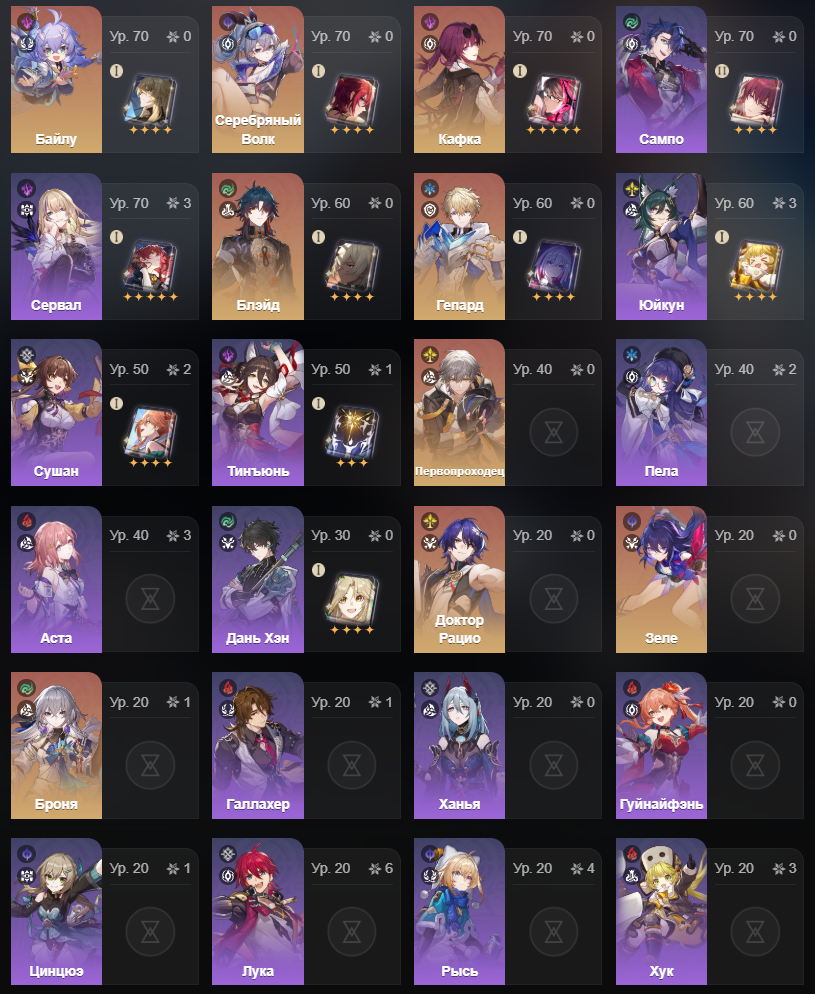 Ур. 70 0
I
Байлу
Ур. 70 0
I
Серебряный
Волк
Ур. 70 0
I
Кафка
Ур. 70 0
II
Сампо
Ур. 70 3
I
Сервал
Ур. 60 0
I
Блэйд
Ур. 60 0
I
Гепард
Ур. 60 3
I
Юйкун
Ур. 50 2
I
Сушан
Ур. 50 1
I
Тинъюнь
Ур. 40 0
Первопроходец
Ур. 40 2
Пела
Ур. 40 3
Аста
Ур. 30 0
I
Дань Хэн
Ур. 20 0
Доктор
Рацио
Ур. 20 0
Зеле
Ур. 20 1
Броня
Ур. 20 1
Галлахер
Ур. 20 0
Ханья
Ур. 20 0
Гуйнайфэнь
Ур. 20 1
Цинцюэ
Ур. 20 6
Лука
Ур. 20 4
Рысь
Ур. 20 3
Хук